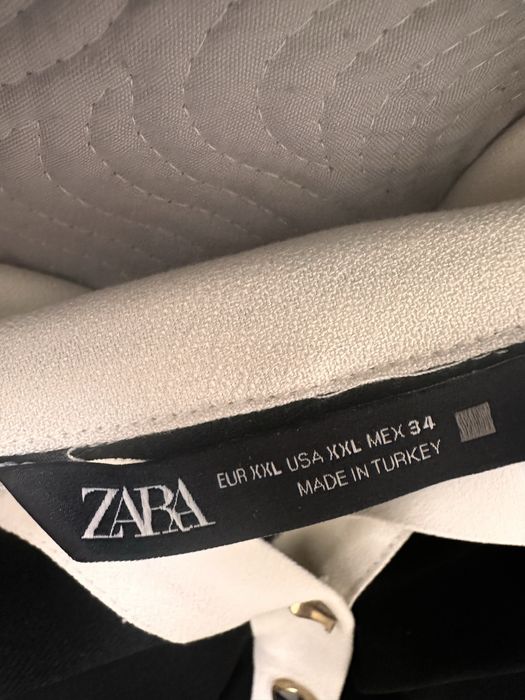 ZARA
EUR XXL USA XXL MEX 34
MADE IN TURKEY